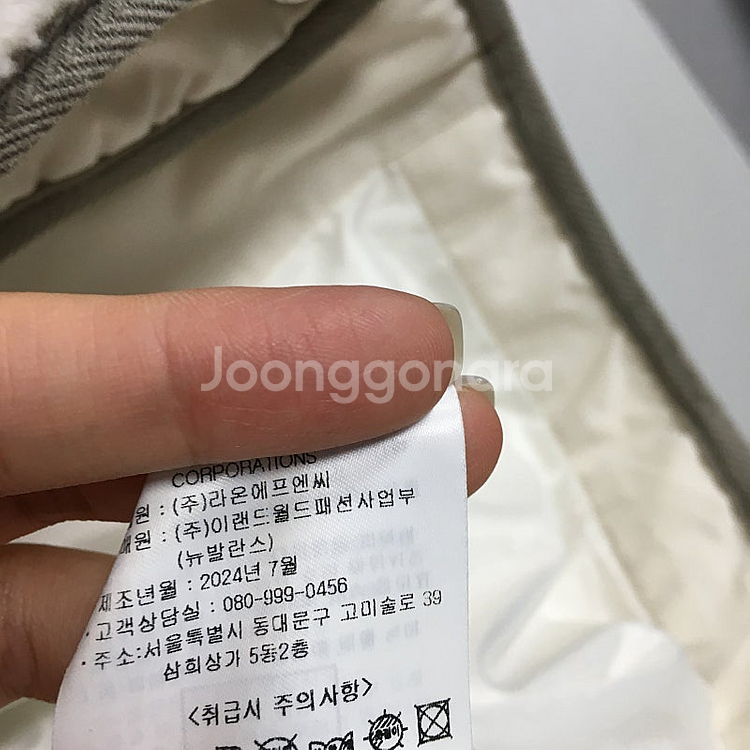 Joonggonara
CORPORATIONS
원 : (주)라온에프엔씨
매원 : (주)이랜드월드패션사업부
(뉴발란스)
제조년월 : 2024년 7월
· 고객상담실 : 080-999-0456
· 주소:서울특별시 동대문구 고미술로 39
삼희상가 5동2층
<취급시 주의사항>